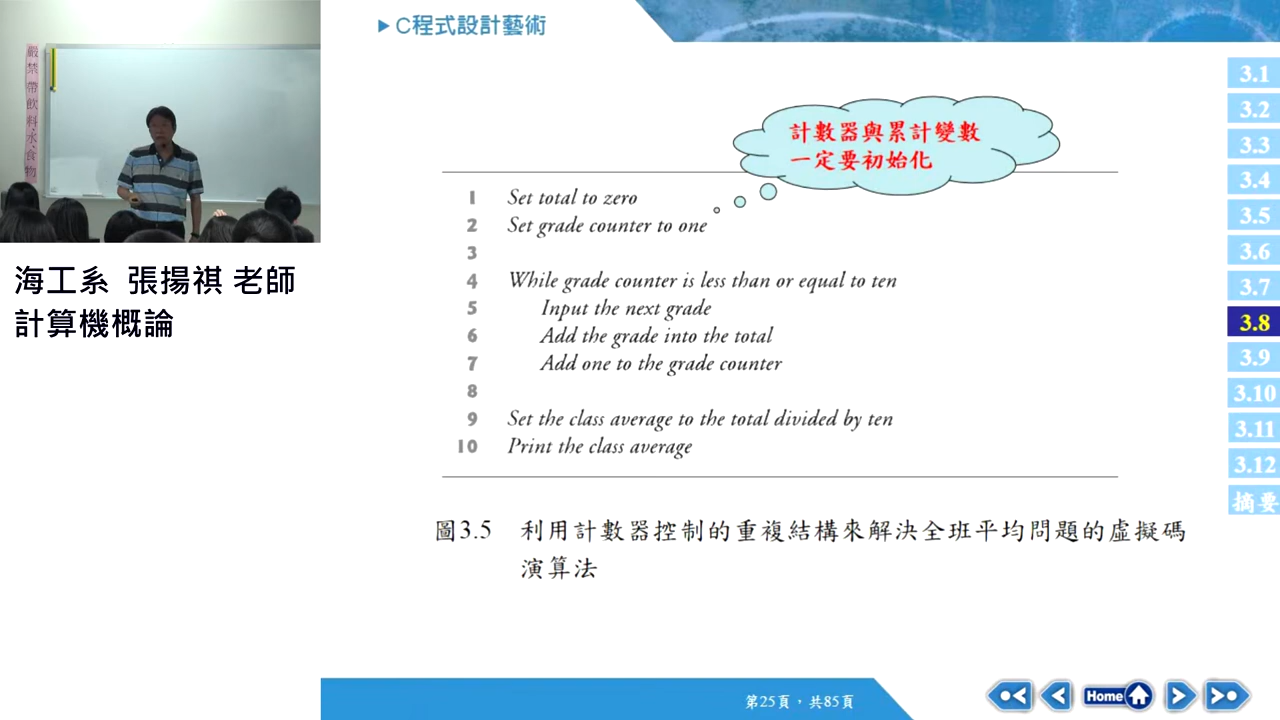 C程式設計藝術
嚴禁帶飲料、水、食物
海工系 張揚祺 老師
計算機概論
計數器與累計變數
一定要初始化
1 Set total to zero
2 Set grade counter to one
3
4 While grade counter is less than or equal to ten
5 Input the next grade
6 Add the grade into the total
7 Add one to the grade counter
8
9 Set the class average to the total divided by ten
10 Print the class average
圖3.5 利用計數器控制的重複結構來解決全班平均問題的虛擬碼
演算法
3.1
3.2
3.3
3.4
3.5
3.6
3.7
3.8
3.9
3.10
3.11
3.12
摘要
第25頁，共85頁
Home